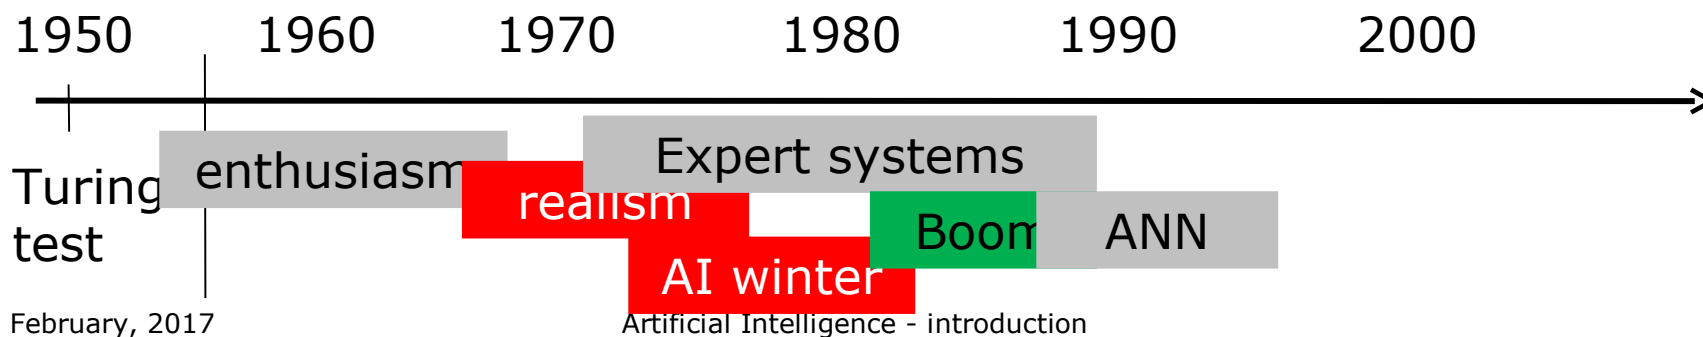 1950 1960 1970 1980 1990 2000
Expert systems
enthusiasm
Turing
realism
Boom
ANN
test
AI winter
February, 2017
Artificial Intelligence - introduction